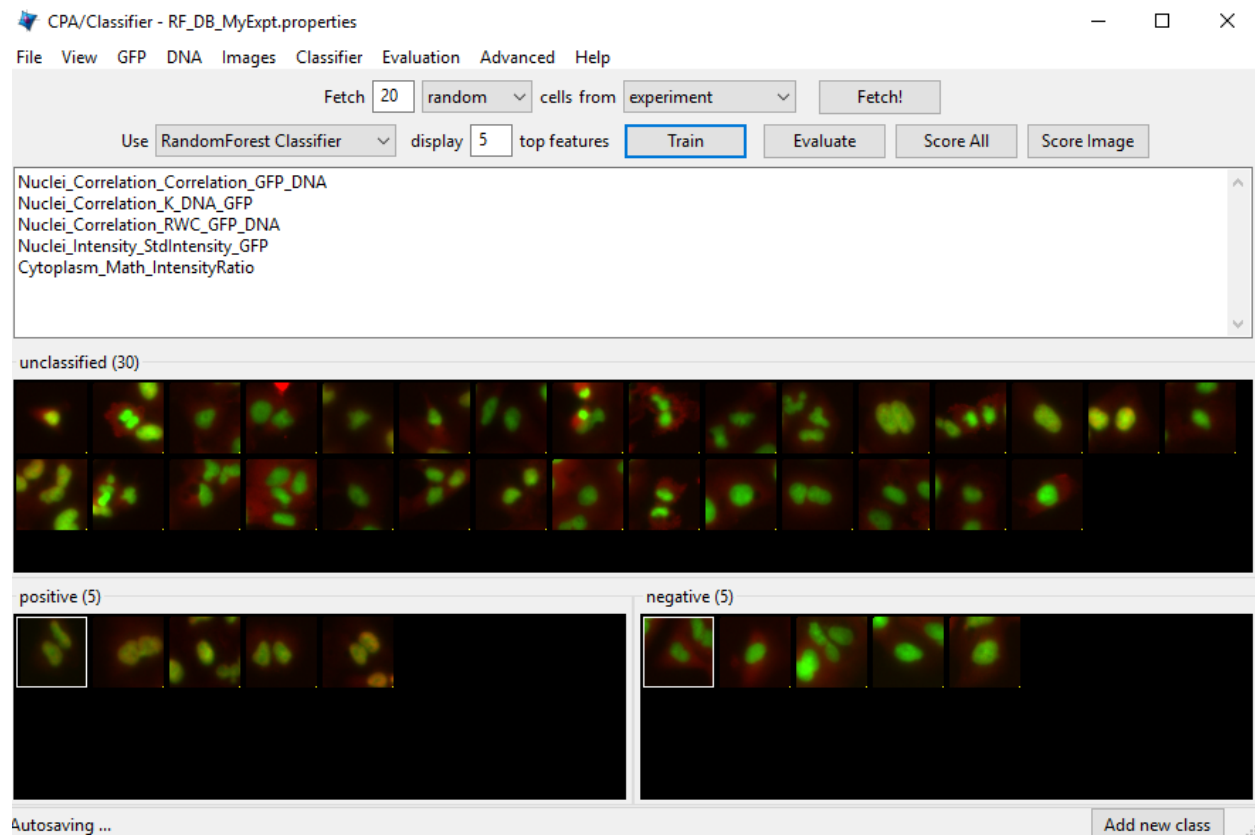 CPA/Classifier - RF_DB_MyExpt.properties
File View GFP DNA Images Classifier Evaluation Advanced Help
Fetch 20 random cells from experiment Fetch!
Use RandomForest Classifier display 5 top features Train Evaluate Score All Score Image
Nuclei_Correlation_Correlation_GFP_DNA
Nuclei_Correlation_K_DNA_GFP
Nuclei_Correlation_RWC_GFP_DNA
Nuclei_Intensity_StdIntensity_GFP
Cytoplasm_Math_IntensityRatio
unclassified (30)
positive (5) negative (5)
Autosaving ... Add new class